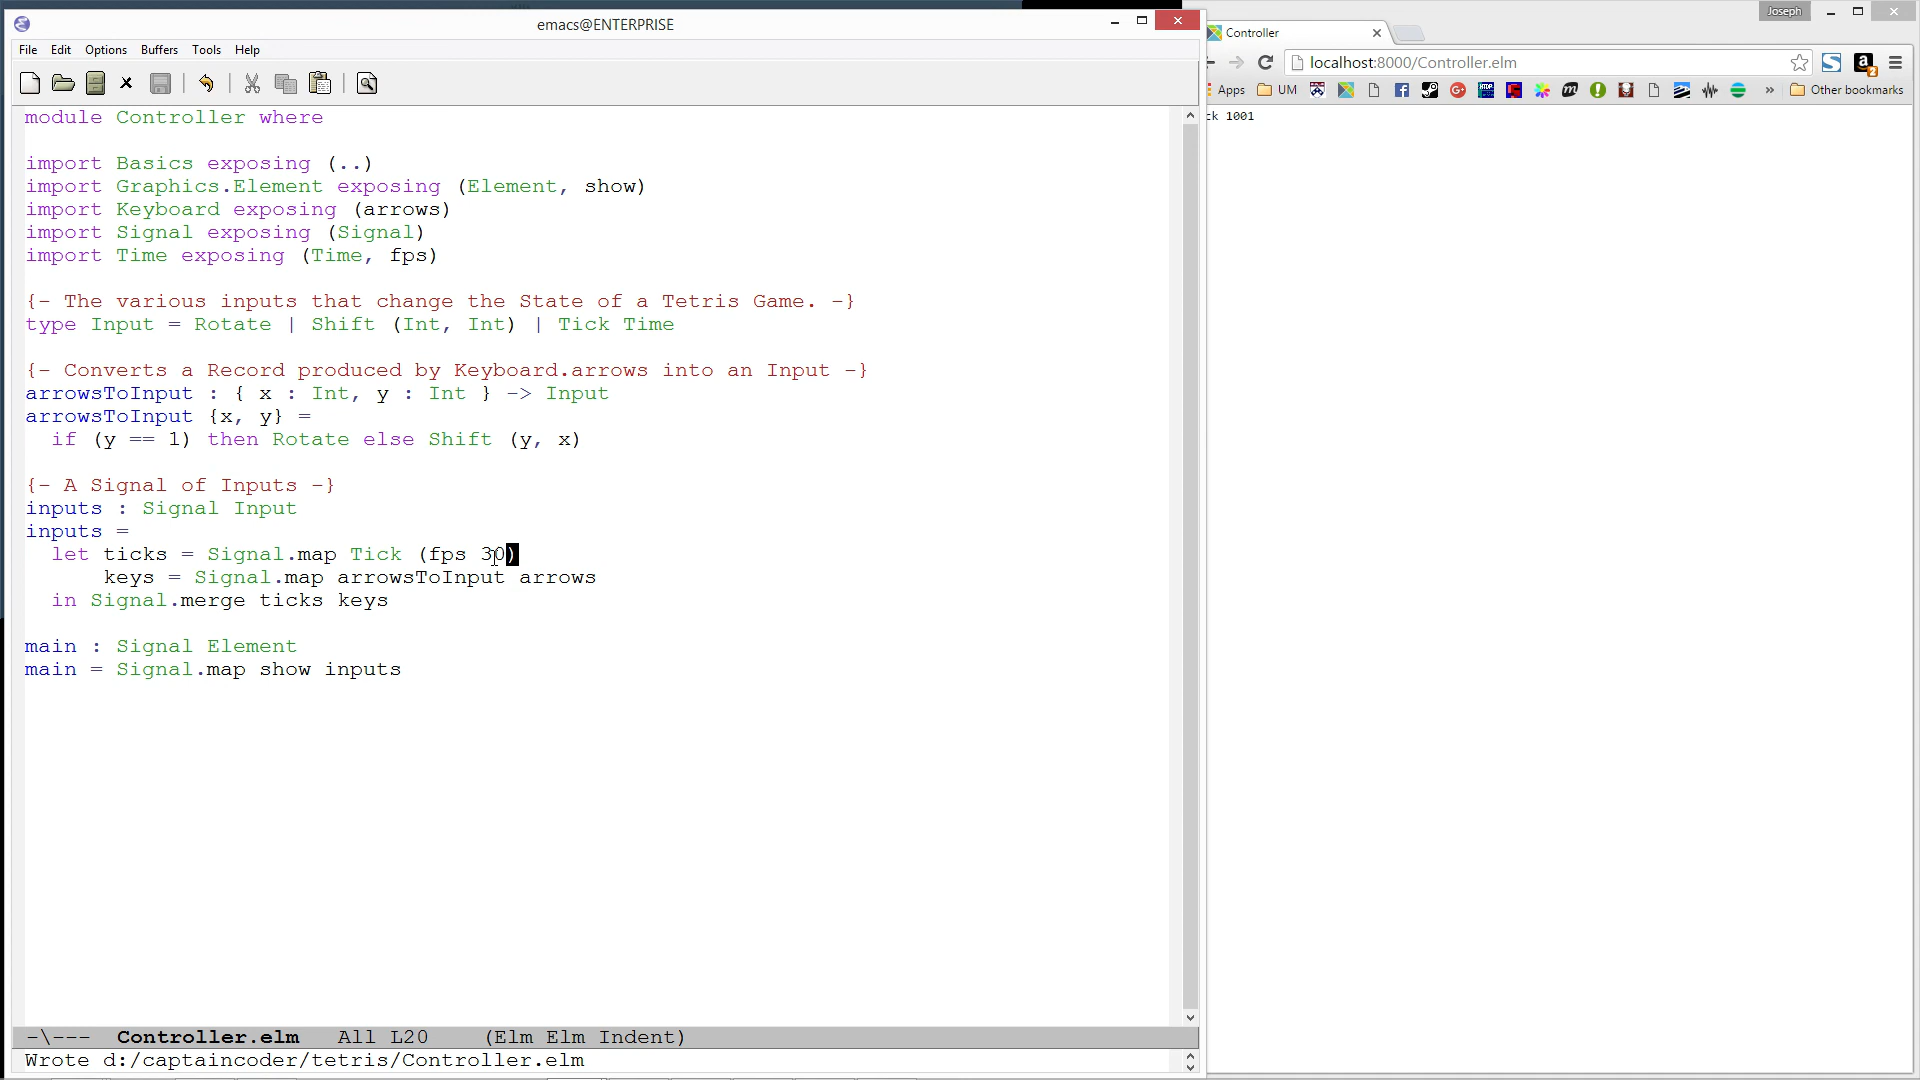 emacs@ENTERPRISE
File Edit Options Buffers Tools Help
module Controller where
import Basics exposing (..)
import Graphics.Element exposing (Element, show)
import Keyboard exposing (arrows)
import Signal exposing (Signal)
import Time exposing (Time, fps)
{- The various inputs that change the State of a Tetris Game. -}
type Input = Rotate | Shift (Int, Int) | Tick Time
{- Converts a Record produced by Keyboard.arrows into an Input -}
arrowsToInput : { x : Int, y : Int } -> Input
arrowsToInput {x, y} =
if (y == 1) then Rotate else Shift (y, x)
{- A Signal of Inputs -}
inputs : Signal Input
inputs =
let ticks = Signal.map Tick (fps 30)
keys = Signal.map arrowsToInput arrows
in Signal.merge ticks keys
main : Signal Element
main = Signal.map show inputs
-\--- Controller.elm All L20 (Elm Elm Indent)
Wrote d:/captaincoder/tetris/Controller.elm
Joseph
Controller
localhost:8000/Controller.elm
Apps UM » Other bookmarks
ck 1001